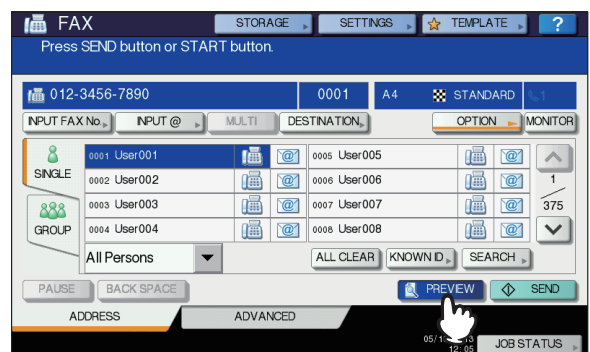 FAX STORAGE SETTINGS TEMPLATE ?
Press SEND button or START button.
012-3456-7890 0001 A4 STANDARD 1
INPUT FAX No. INPUT @ MULTI DESTINATION OPTION MONITOR
SINGLE
0001 User001 @ 0005 User005 @
0002 User002 @ 0006 User006 @
1
0003 User003 @ 0007 User007 @
375
GROUP
0004 User004 @ 0008 User008 @
All Persons ALL CLEAR KNOWN ID SEARCH
PAUSE BACK SPACE PREVIEW SEND
ADDRESS ADVANCED
12:05 JOB STATUS